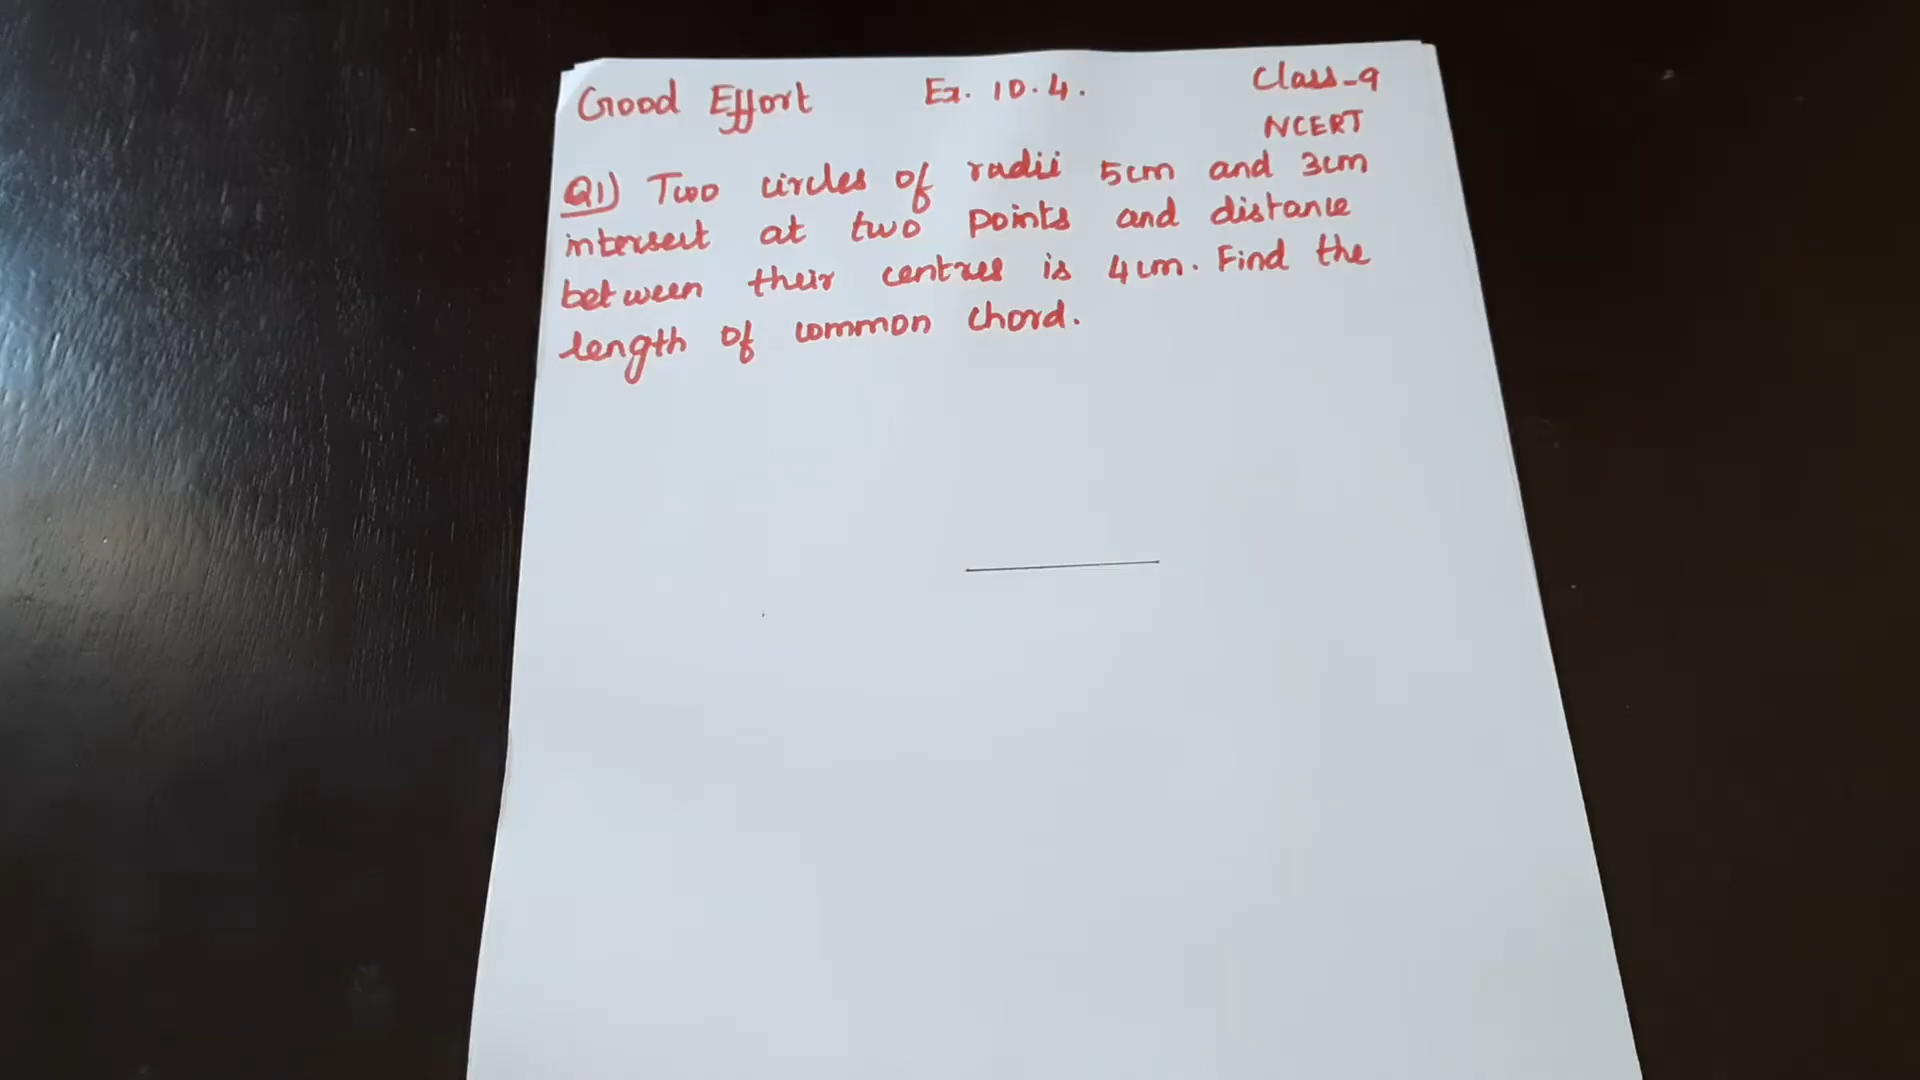 Good Effort Ex. 10.4. Class-9
NCERT
Q1) Two circles of radii 5cm and 3cm
intersect at two points and distance
between their centres is 4cm. Find the
length of common chord.